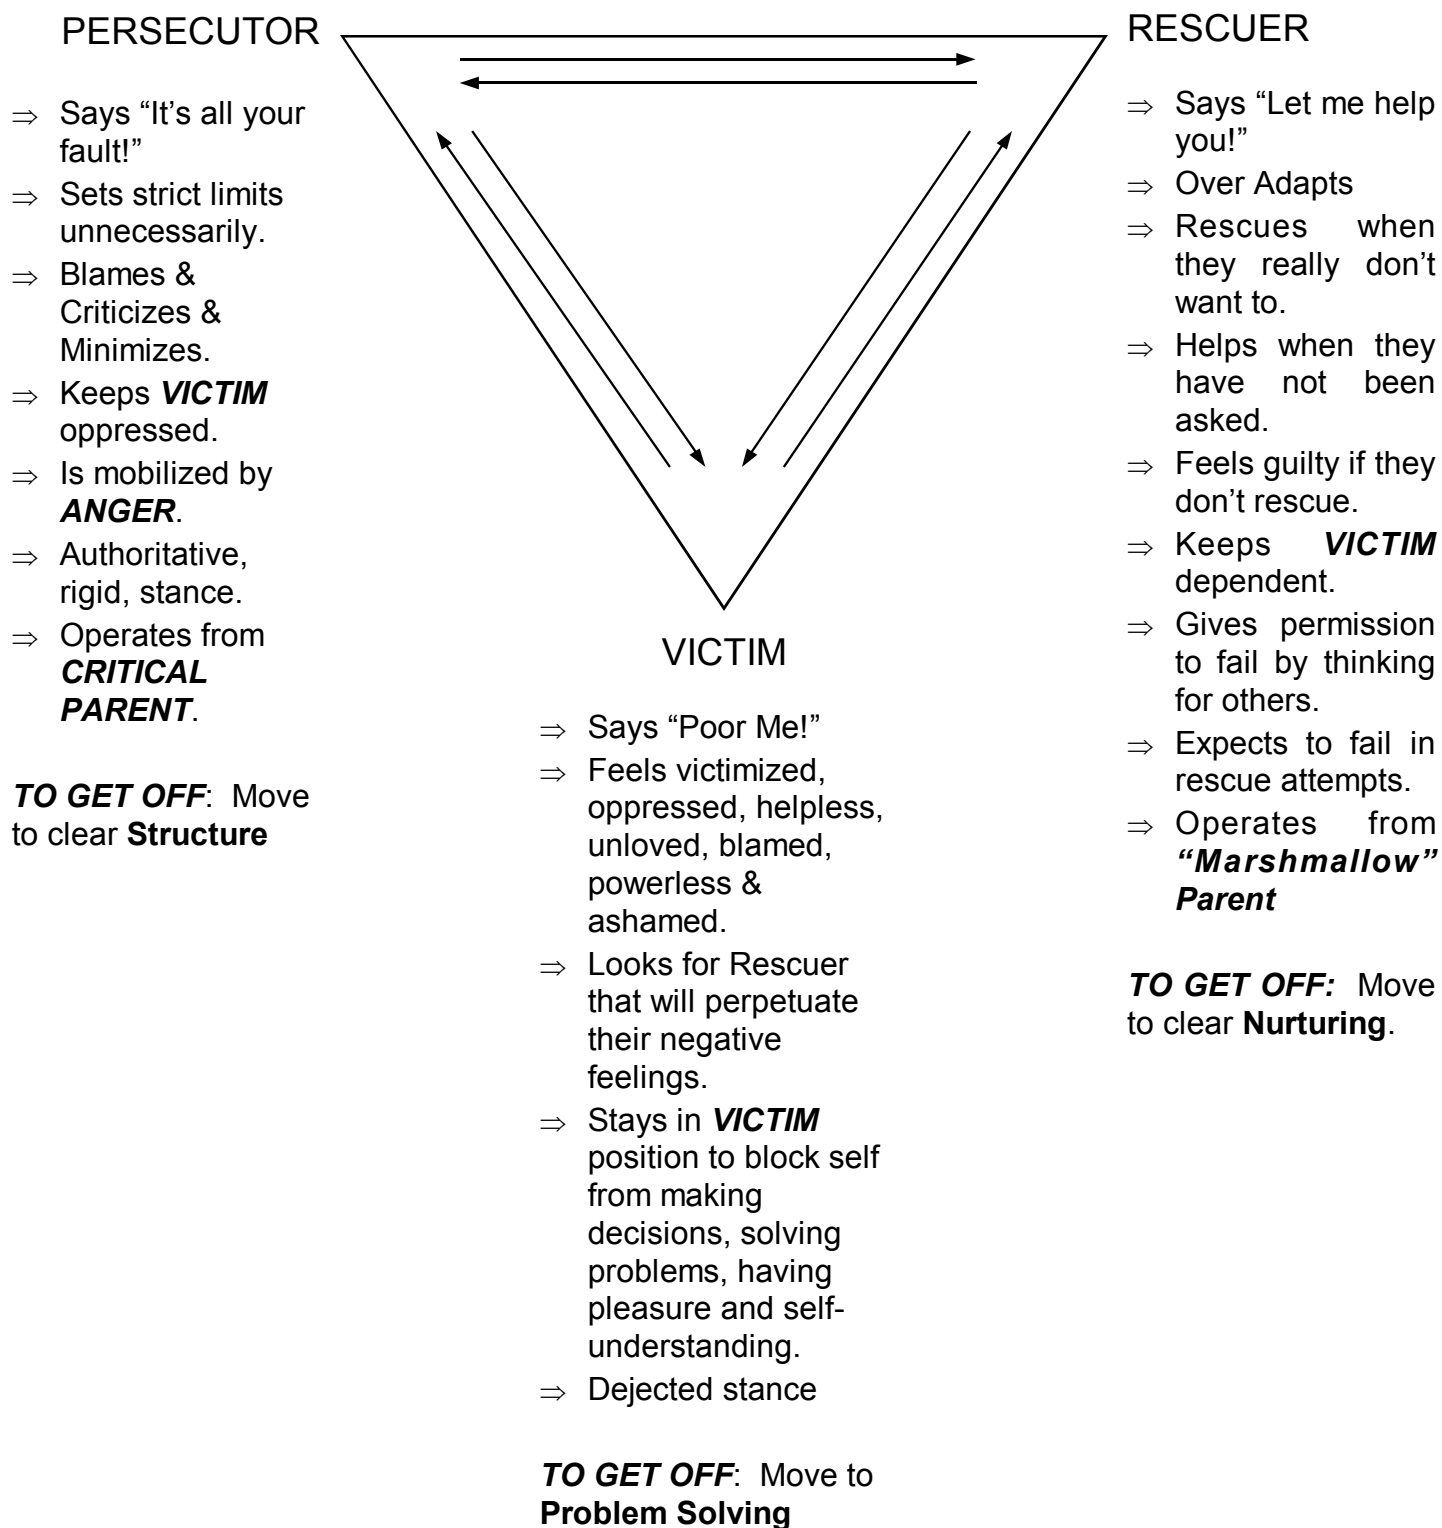 PERSECUTOR
⇒ Says “It’s all your
fault!”
⇒ Sets strict limits
unnecessarily.
⇒ Blames &
Criticizes &
Minimizes.
⇒ Keeps VICTIM
oppressed.
⇒ Is mobilized by
ANGER.
⇒ Authoritative,
rigid, stance.
⇒ Operates from
CRITICAL
PARENT.
TO GET OFF: Move
to clear Structure
VICTIM
⇒ Says “Poor Me!”
⇒ Feels victimized,
oppressed, helpless,
unloved, blamed,
powerless &
ashamed.
⇒ Looks for Rescuer
that will perpetuate
their negative
feelings.
⇒ Stays in VICTIM
position to block self
from making
decisions, solving
problems, having
pleasure and self-
understanding.
⇒ Dejected stance
TO GET OFF: Move to
Problem Solving
RESCUER
⇒ Says “Let me help
you!”
⇒ Over Adapts
⇒ Rescues when
they really don’t
want to.
⇒ Helps when they
have not been
asked.
⇒ Feels guilty if they
don’t rescue.
⇒ Keeps VICTIM
dependent.
⇒ Gives permission
to fail by thinking
for others.
⇒ Expects to fail in
rescue attempts.
⇒ Operates from
“Marshmallow”
Parent
TO GET OFF: Move
to clear Nurturing.